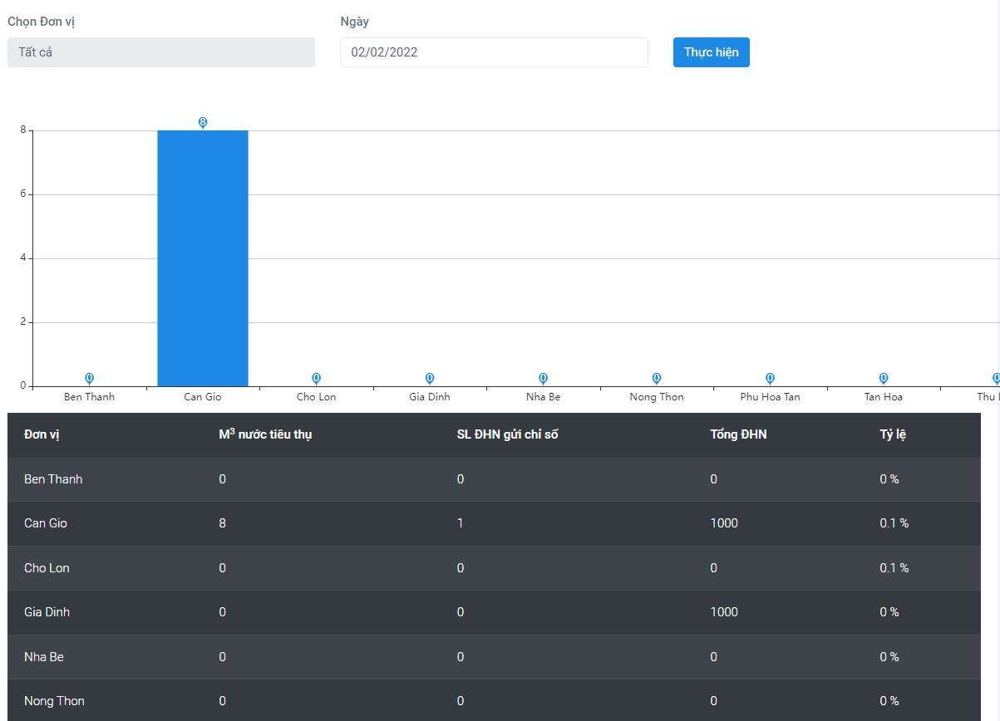 Chọn Đơn vị Ngày
Tất cả 02/02/2022 Thực hiện
8
8
6
4
2
0 0 0 0 0 0 0 0 0
Ben Thanh Can Gio Cho Lon Gia Dinh Nha Be Nong Thon Phu Hoa Tan Tan Hoa Thu
Đơn vị M³ nước tiêu thụ SL ĐHN gửi chỉ số Tổng ĐHN Tỷ lệ
Ben Thanh 0 0 0 0 %
Can Gio 8 1 1000 0.1 %
Cho Lon 0 0 0 0.1 %
Gia Dinh 0 0 1000 0 %
Nha Be 0 0 0 0 %
Nong Thon 0 0 0 0 %